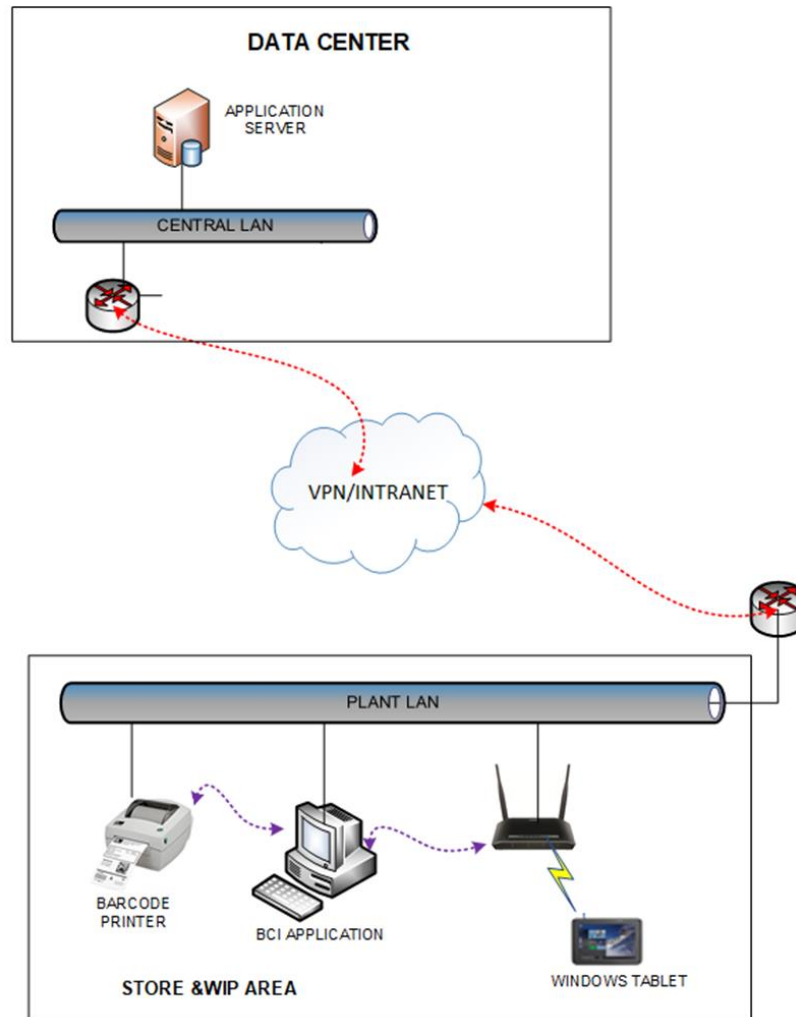 DATA CENTER
APPLICATION
SERVER
CENTRAL LAN
VPN/INTRANET
PLANT LAN
BARCODE
PRINTER
BCI APPLICATION
WINDOWS TABLET
STORE &WIP AREA